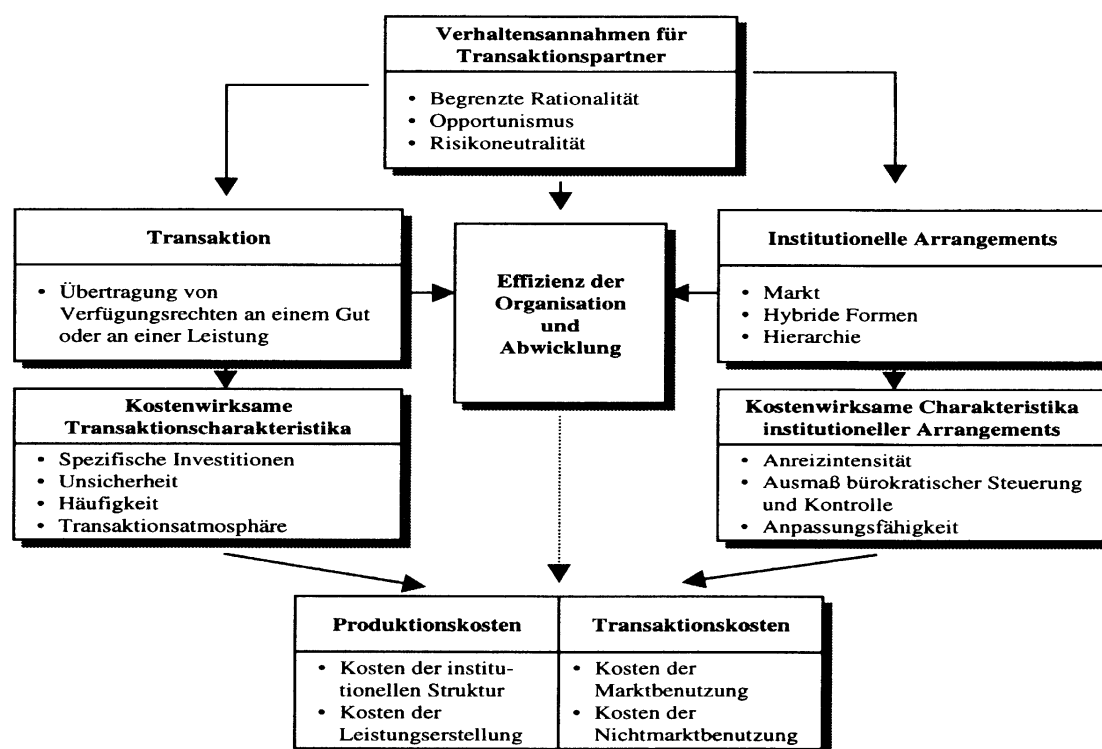 Verhaltensannahmen für
Transaktionspartner
• Begrenzte Rationalität
• Opportunismus
• Risikoneutralität
Transaktion
• Übertragung von
Verfügungsrechten an einem Gut
oder an einer Leistung
Effizienz der
Organisation
und
Abwicklung
Institutionelle Arrangements
• Markt
• Hybride Formen
• Hierarchie
Kostenwirksame
Transaktionscharakteristika
• Spezifische Investitionen
• Unsicherheit
• Häufigkeit
• Transaktionsatmosphäre
Kostenwirksame Charakteristika
institutioneller Arrangements
• Anreizintensität
• Ausmaß bürokratischer Steuerung
und Kontrolle
• Anpassungsfähigkeit
Produktionskosten
• Kosten der institu-
tionellen Struktur
• Kosten der
Leistungserstellung
Transaktionskosten
• Kosten der
Marktbenutzung
• Kosten der
Nichtmarktbenutzung